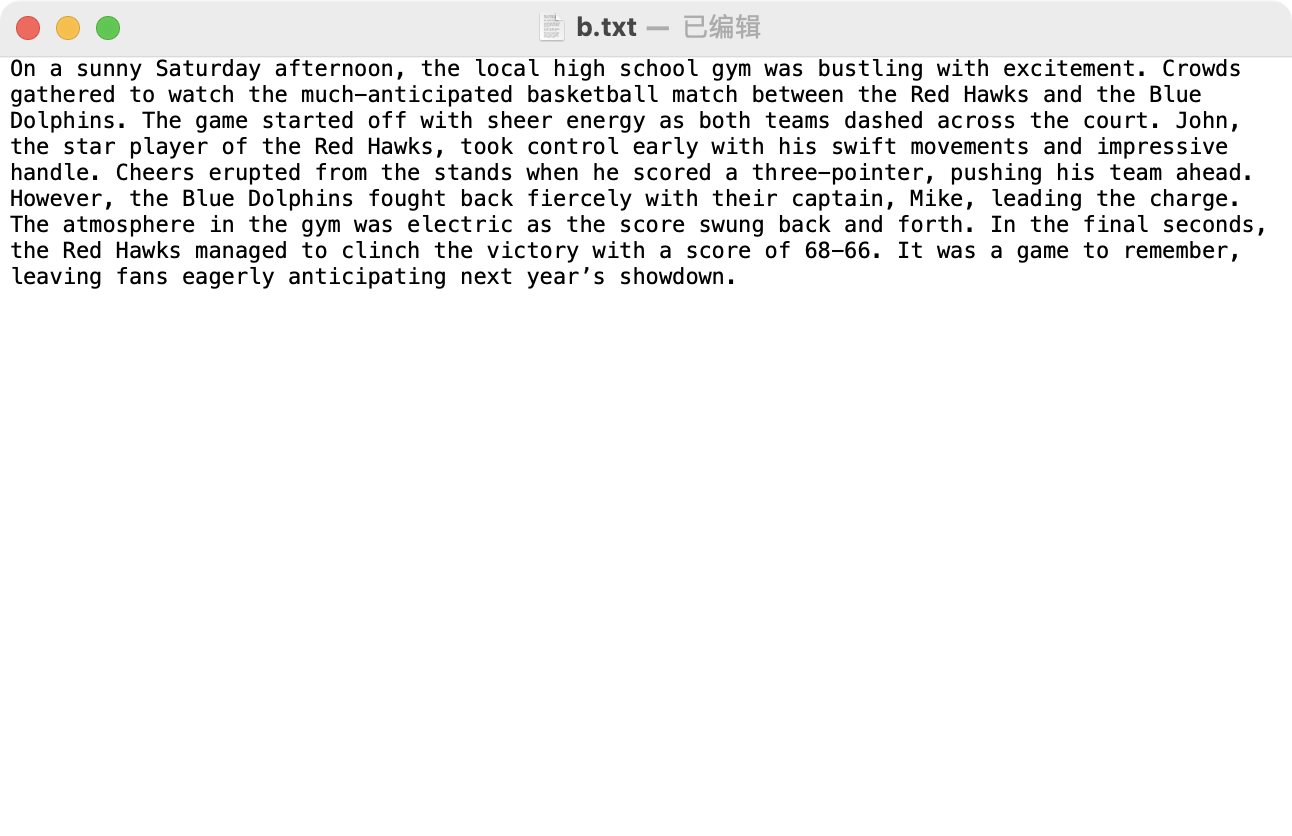 b.txt — 已编辑
On a sunny Saturday afternoon, the local high school gym was bustling with excitement. Crowds
gathered to watch the much-anticipated basketball match between the Red Hawks and the Blue
Dolphins. The game started off with sheer energy as both teams dashed across the court. John,
the star player of the Red Hawks, took control early with his swift movements and impressive
handle. Cheers erupted from the stands when he scored a three-pointer, pushing his team ahead.
However, the Blue Dolphins fought back fiercely with their captain, Mike, leading the charge.
The atmosphere in the gym was electric as the score swung back and forth. In the final seconds,
the Red Hawks managed to clinch the victory with a score of 68-66. It was a game to remember,
leaving fans eagerly anticipating next year’s showdown.